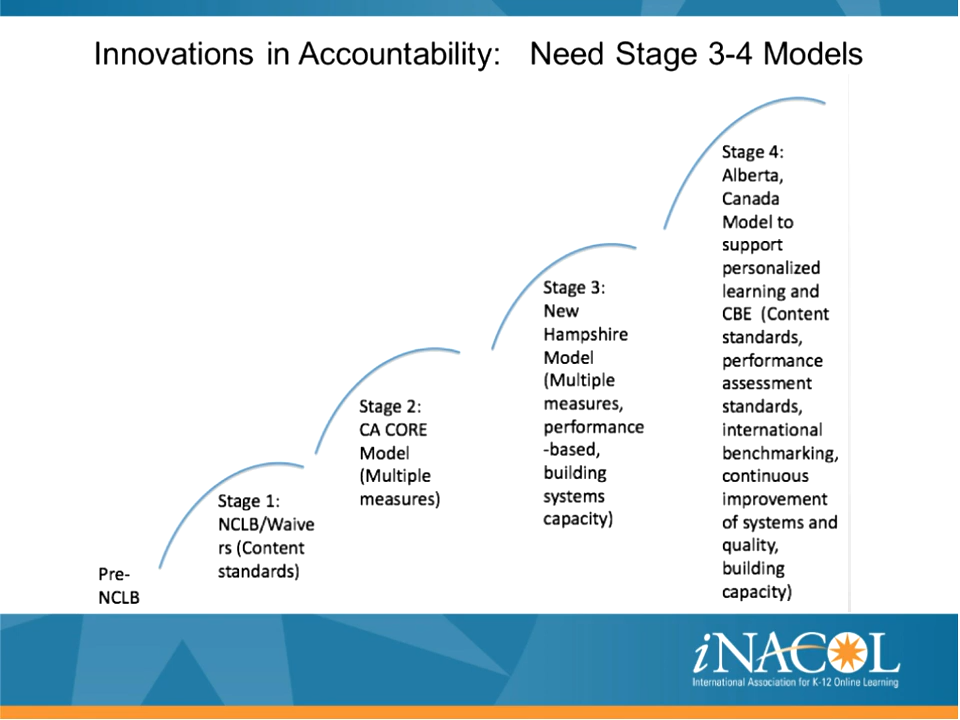 Innovations in Accountability: Need Stage 3-4 Models
Pre-
NCLB
Stage 1:
NCLB/Waive
rs (Content
standards)
Stage 2:
CA CORE
Model
(Multiple
measures)
Stage 3:
New
Hampshire
Model
(Multiple
measures,
performance
-based,
building
systems
capacity)
Stage 4:
Alberta,
Canada
Model to
support
personalized
learning and
CBE (Content
standards,
performance
assessment
standards,
international
benchmarking,
continuous
improvement
of systems and
quality,
building
capacity)
iNACOL
International Association for K-12 Online Learning